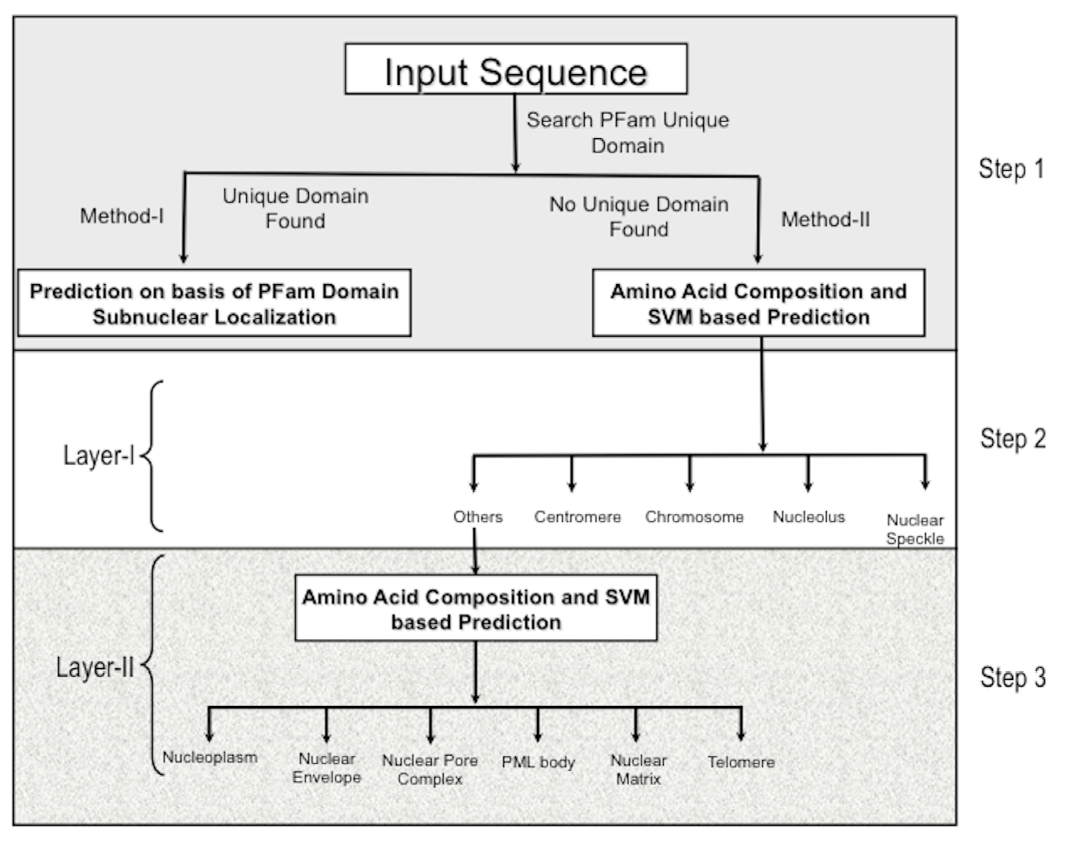 Input Sequence
Search PFam Unique
Domain
Step 1
Method-I
Unique Domain
Found
No Unique Domain
Found
Method-II
Prediction on basis of PFam Domain
Subnuclear Localization
Amino Acid Composition and
SVM based Prediction
Layer-I
Step 2
Others
Centromere
Chromosome
Nucleolus
Nuclear
Speckle
Amino Acid Composition and SVM
based Prediction
Layer-II
Step 3
Nucleoplasm
Nuclear
Envelope
Nuclear Pore
Complex
PML body
Nuclear
Matrix
Telomere